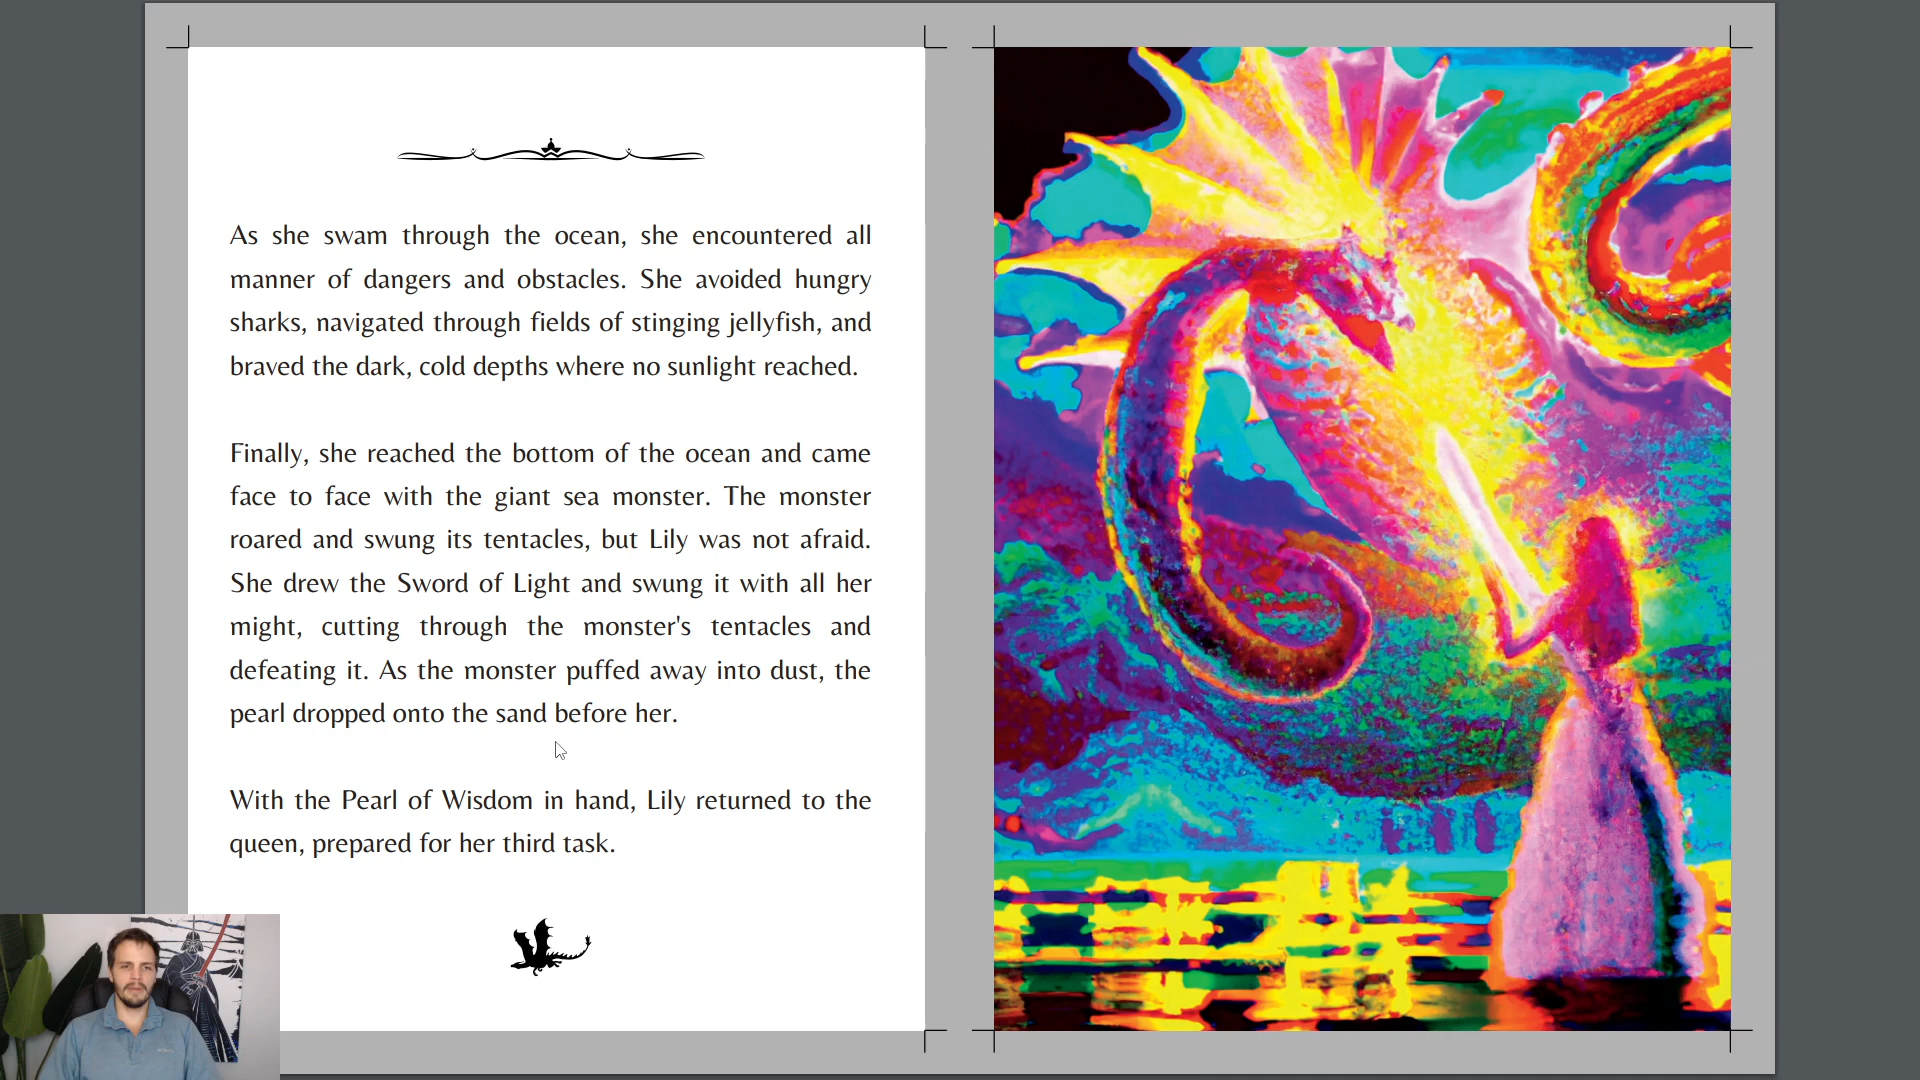 As she swam through the ocean, she encountered all
manner of dangers and obstacles. She avoided hungry
sharks, navigated through fields of stinging jellyfish, and
braved the dark, cold depths where no sunlight reached.
Finally, she reached the bottom of the ocean and came
face to face with the giant sea monster. The monster
roared and swung its tentacles, but Lily was not afraid.
She drew the Sword of Light and swung it with all her
might, cutting through the monster's tentacles and
defeating it. As the monster puffed away into dust, the
pearl dropped onto the sand before her.
With the Pearl of Wisdom in hand, Lily returned to the
queen, prepared for her third task.